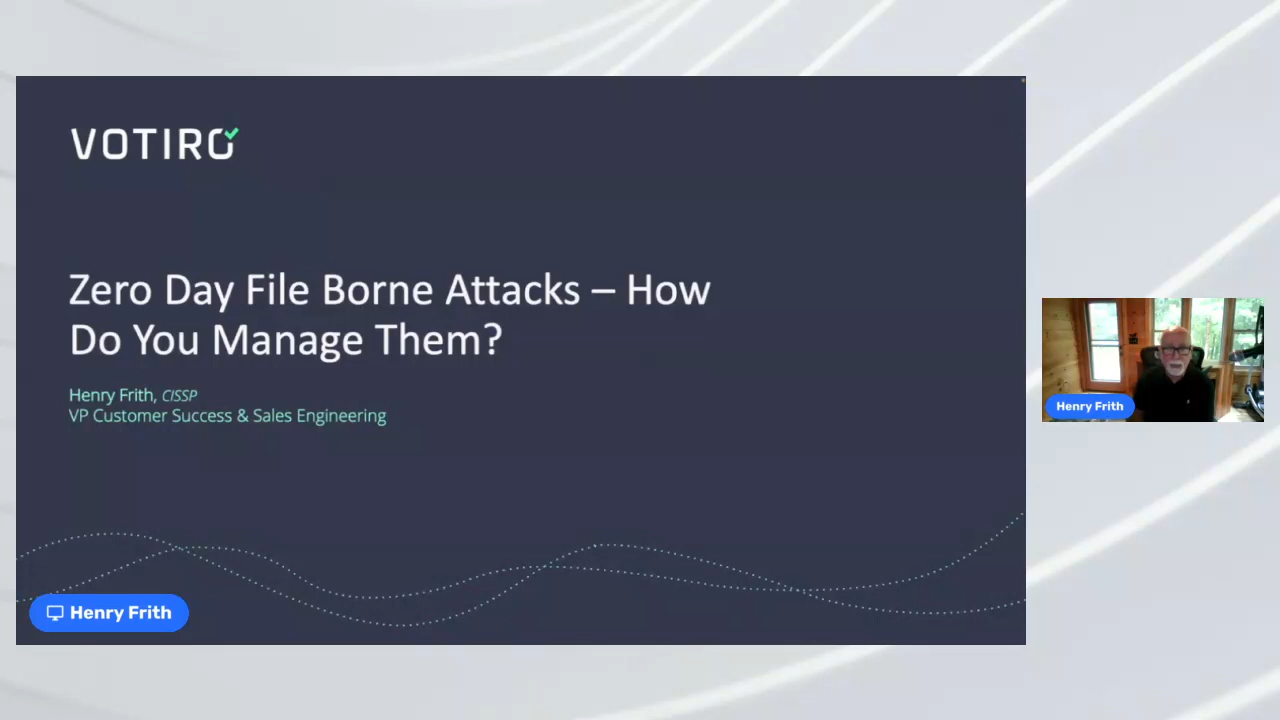 VOTIRO
Zero Day File Borne Attacks – How
Do You Manage Them?
Henry Frith, CISSP
VP Customer Success & Sales Engineering
Henry Frith
Henry Frith